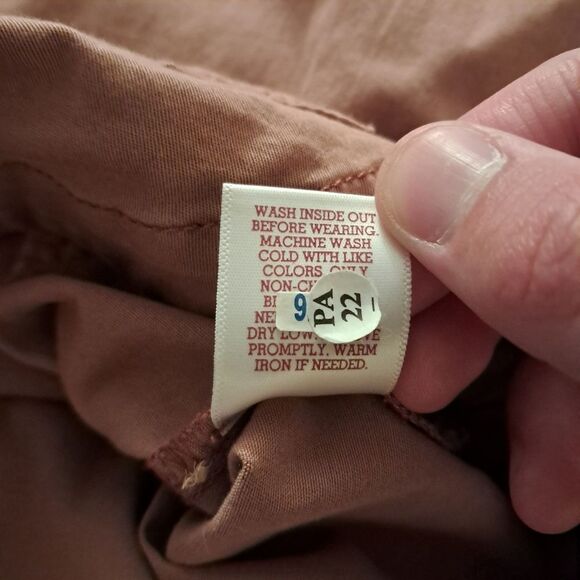 WASH INSIDE OUT
BEFORE WEARING.
MACHINE WASH
COLD WITH LIKE
COLORS. ONLY
9
PA
22
DRY LOW.
PROMPTLY. WARM
IRON IF NEEDED.